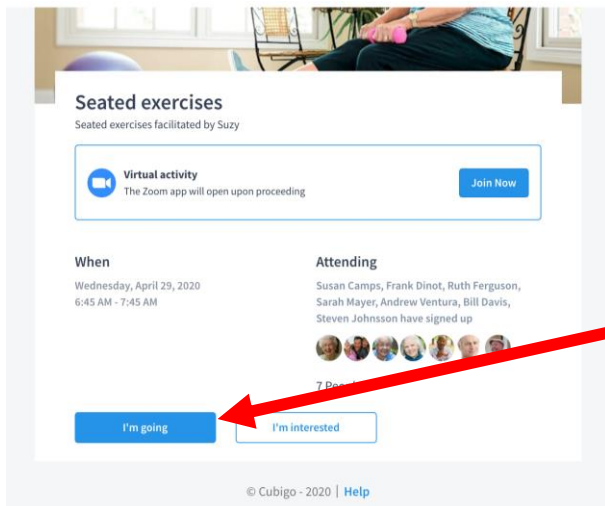 Seated exercises
Seated exercises facilitated by Suzy
Virtual activity
The Zoom app will open upon proceeding
Join Now
When
Wednesday, April 29, 2020
6:45 AM - 7:45 AM
Attending
Susan Camps, Frank Dinot, Ruth Ferguson,
Sarah Mayer, Andrew Ventura, Bill Davis,
Steven Johnsson have signed up
7
I'm going
I'm interested
© Cubigo - 2020 | Help